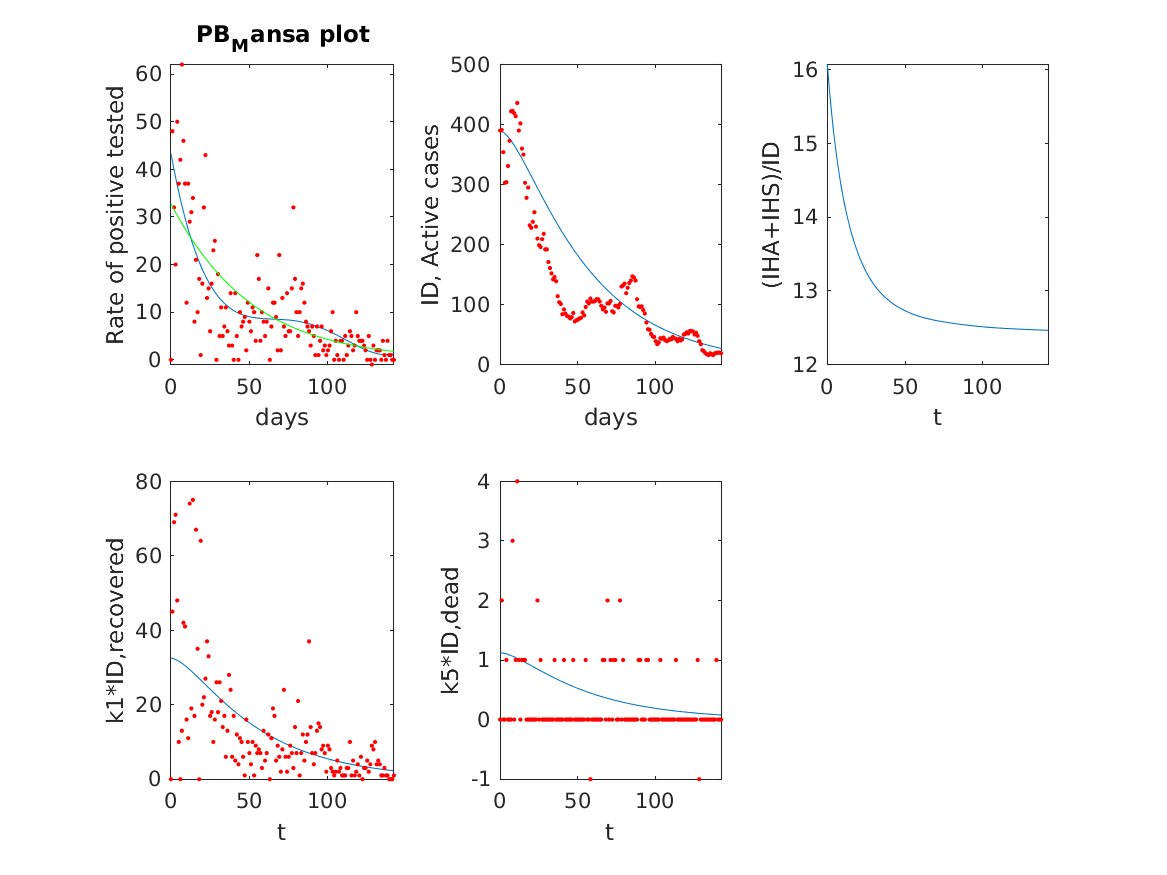 PB_Mansa plot
Rate of positive tested
60
50
40
30
20
10
0
0 50 100
days
ID, Active cases
500
400
300
200
100
0
0 50 100
days
(IHA+IHS)/ID
16
15
14
13
12
0 50 100
t
k1*ID,recovered
80
60
40
20
0
0 50 100
t
k5*ID,dead
4
3
2
1
0
-1
0 50 100
t